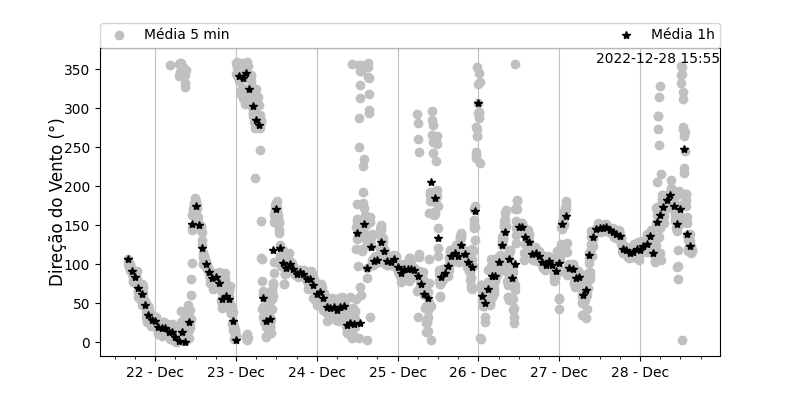 Média 5 min
Média 1h
2022-12-28 15:55
Direção do Vento (°)
350
300
250
200
150
100
50
0
22 - Dec
23 - Dec
24 - Dec
25 - Dec
26 - Dec
27 - Dec
28 - Dec